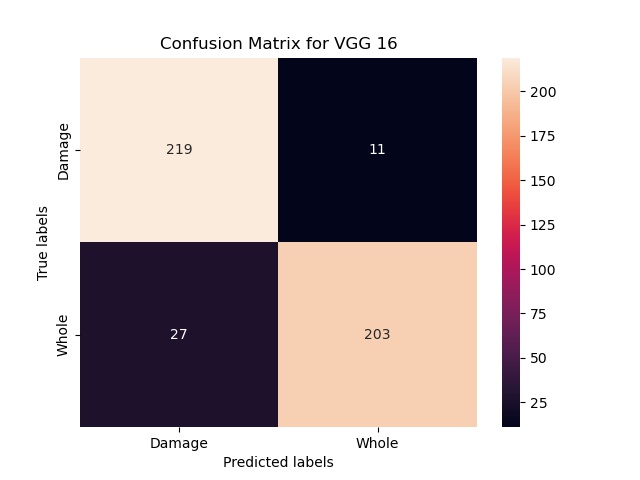 Confusion Matrix for VGG 16
Damage
219
11
Whole
27
203
True labels
Damage
Whole
Predicted labels
200
175
150
125
100
75
50
25